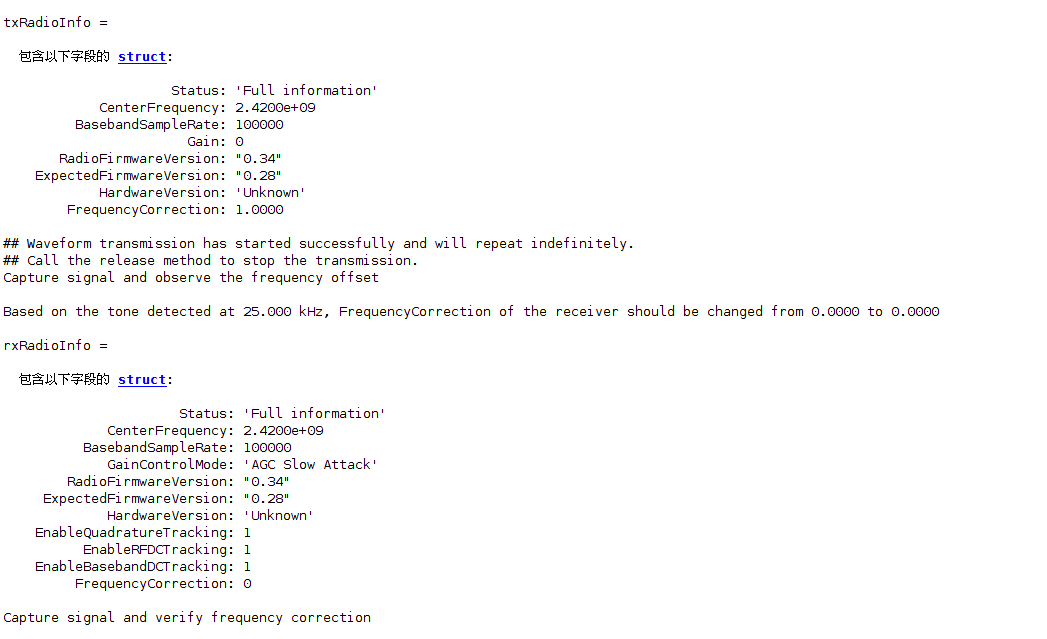 txRadioInfo =
包含以下字段的 struct:
Status: 'Full information'
CenterFrequency: 2.4200e+09
BasebandSampleRate: 100000
Gain: 0
RadioFirmwareVersion: "0.34"
ExpectedFirmwareVersion: "0.28"
HardwareVersion: 'Unknown'
FrequencyCorrection: 1.0000
## Waveform transmission has started successfully and will repeat indefinitely.
## Call the release method to stop the transmission.
Capture signal and observe the frequency offset
Based on the tone detected at 25.000 kHz, FrequencyCorrection of the receiver should be changed from 0.0000 to 0.0000
rxRadioInfo =
包含以下字段的 struct:
Status: 'Full information'
CenterFrequency: 2.4200e+09
BasebandSampleRate: 100000
GainControlMode: 'AGC Slow Attack'
RadioFirmwareVersion: "0.34"
ExpectedFirmwareVersion: "0.28"
HardwareVersion: 'Unknown'
EnableQuadratureTracking: 1
EnableRFDCTracking: 1
EnableBasebandDCTracking: 1
FrequencyCorrection: 0
Capture signal and verify frequency correction